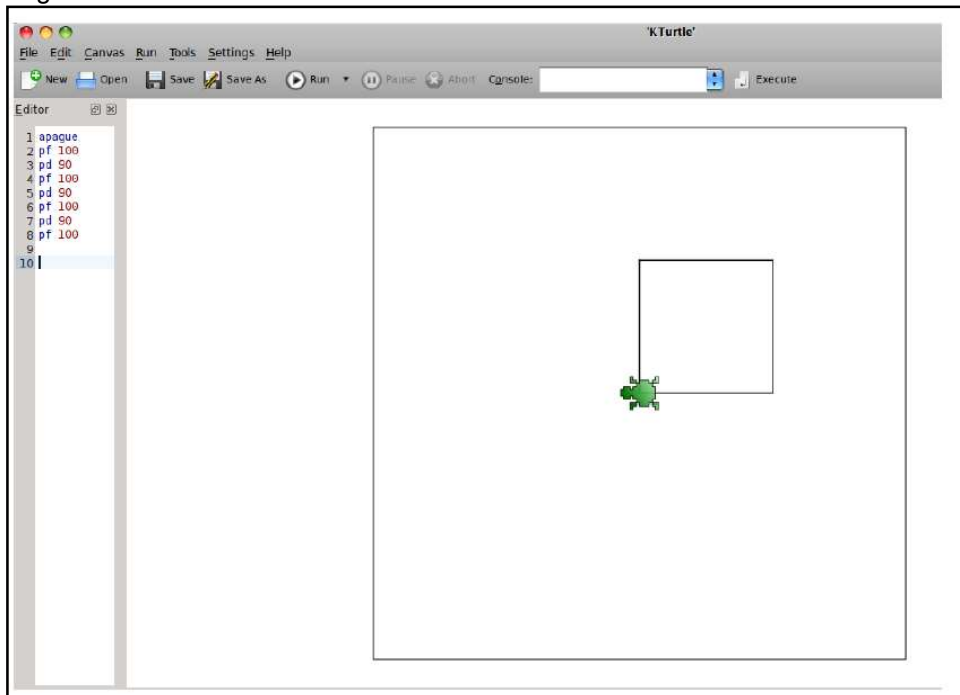 'KTurtle'
File Edit Canvas Run Tools Settings Help
New Open Save Save As Run Pause Abort Console: Execute
Editor
1 apague
2 pf 100
3 pd 90
4 pf 100
5 pd 90
6 pf 100
7 pd 90
8 pf 100
9
10